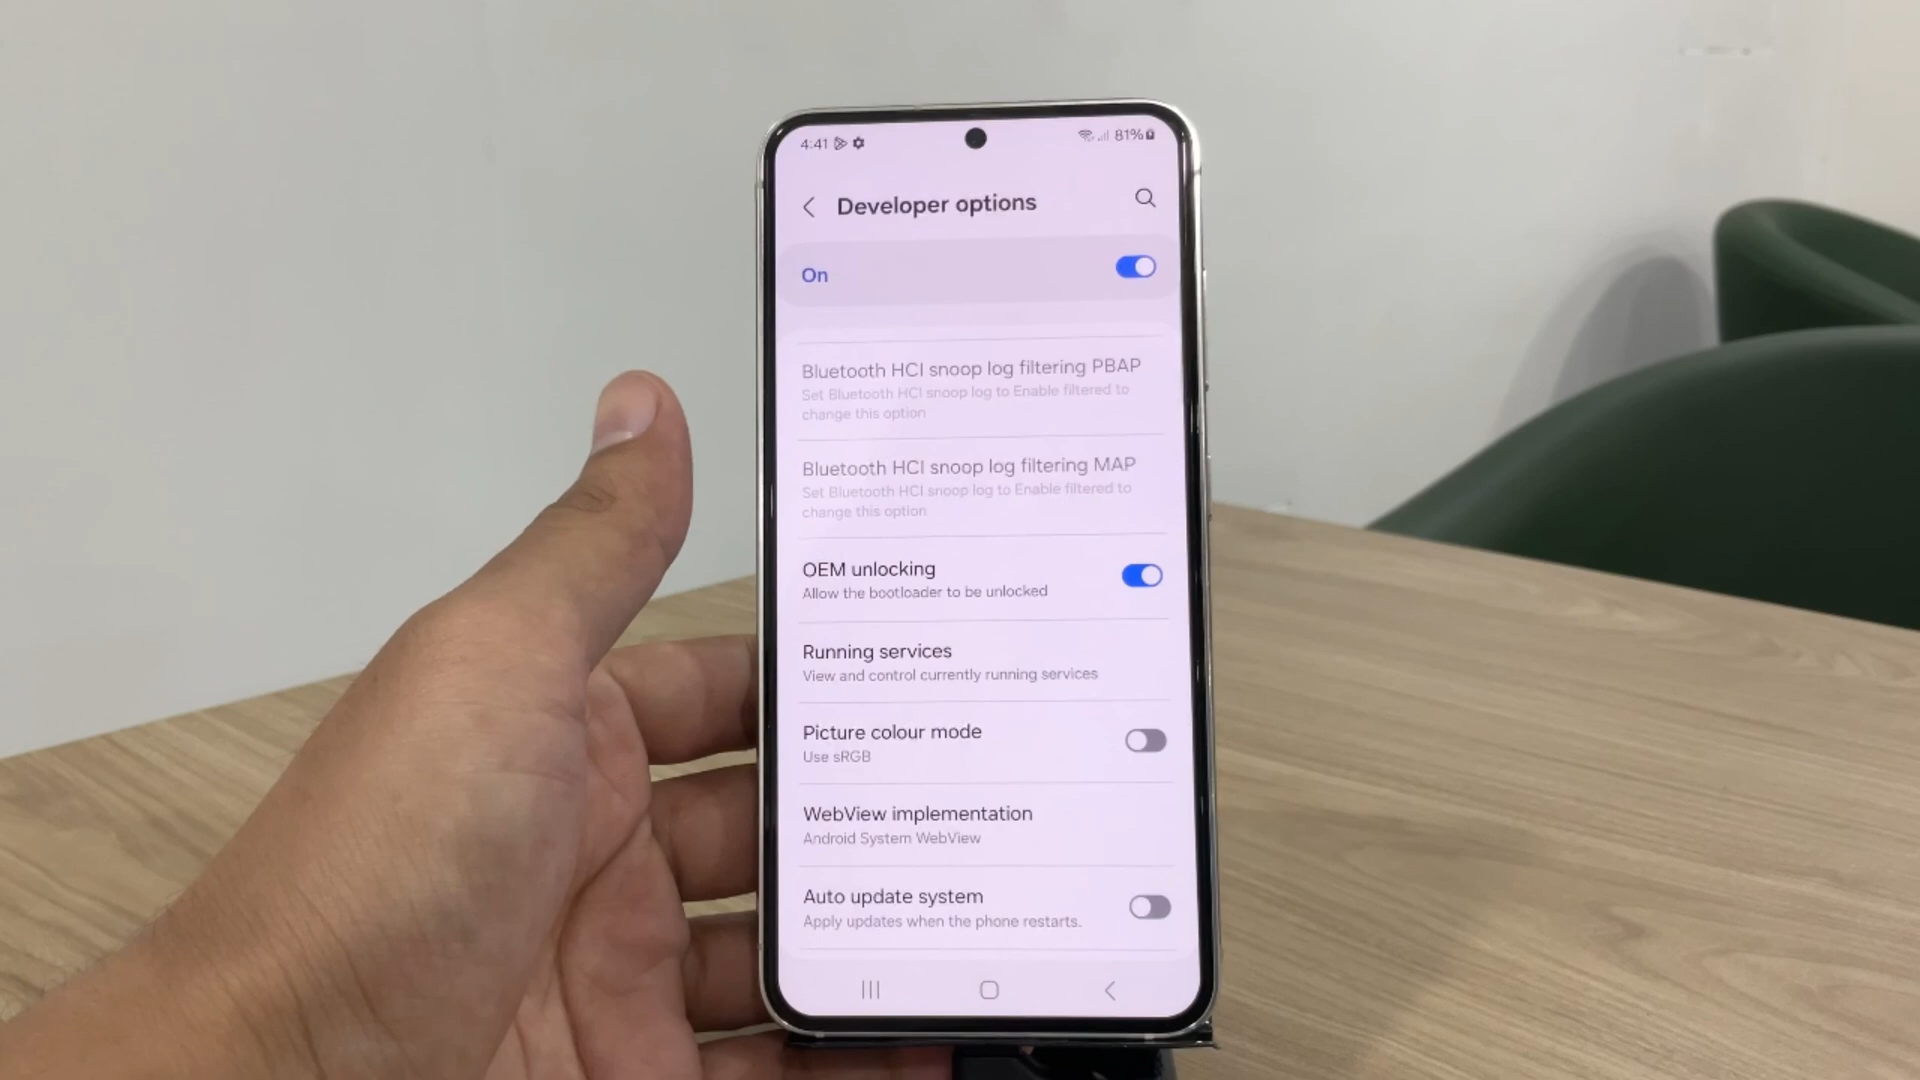 4:41
81%
Developer options
On
Bluetooth HCI snoop log filtering PBAP
Set Bluetooth HCI snoop log to Enable filtered to
change this option
Bluetooth HCI snoop log filtering MAP
Set Bluetooth HCI snoop log to Enable filtered to
change this option
OEM unlocking
Allow the bootloader to be unlocked
Running services
View and control currently running services
Picture colour mode
Use sRGB
WebView implementation
Android System WebView
Auto update system
Apply updates when the phone restarts.